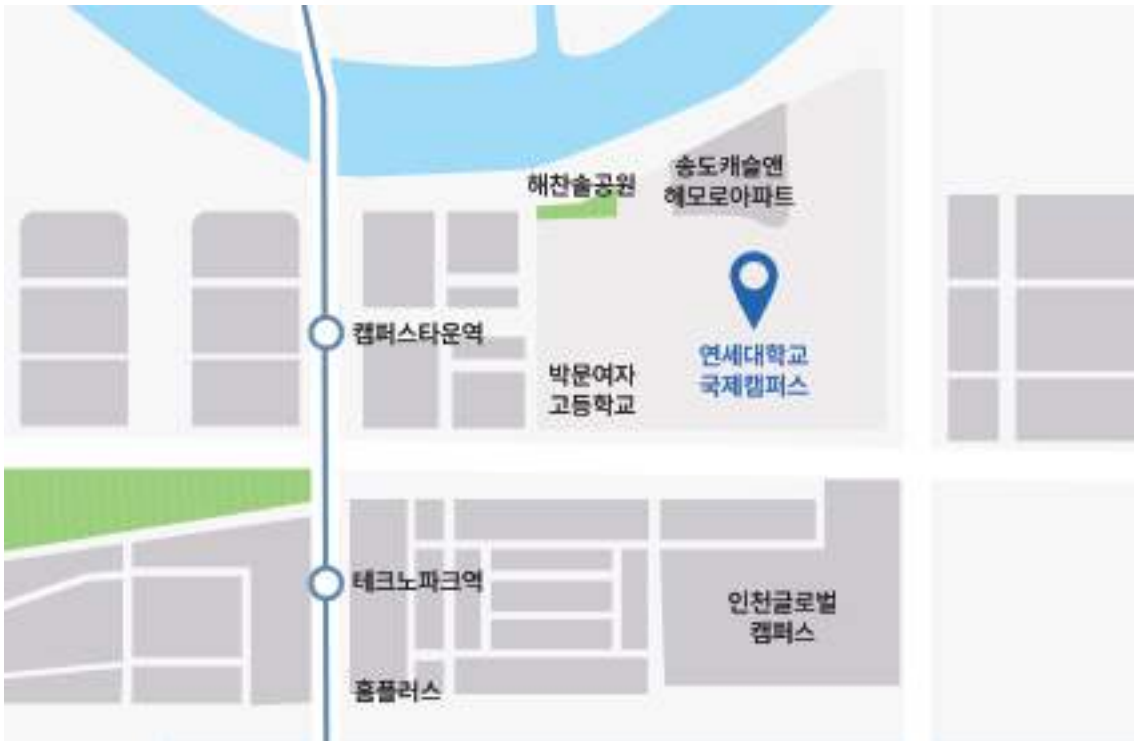 해찬솔공원
송도캐슬앤
해모로아파트
캠퍼스타운역
박문여자
고등학교
연세대학교
국제캠퍼스
테크노파크역
인천글로벌
캠퍼스
홈플러스